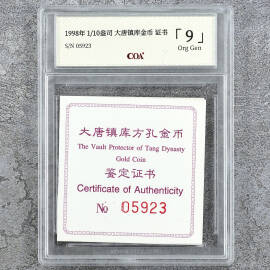 1998年 1/10盎司 大唐镇库金币 证书
S/N 05923
COA
「9」
Org Gen
大唐镇库方孔金币
The Vault Protector of Tang Dynasty
Gold Coin
鉴定证书
Certificate of Authenticity
№ 05923